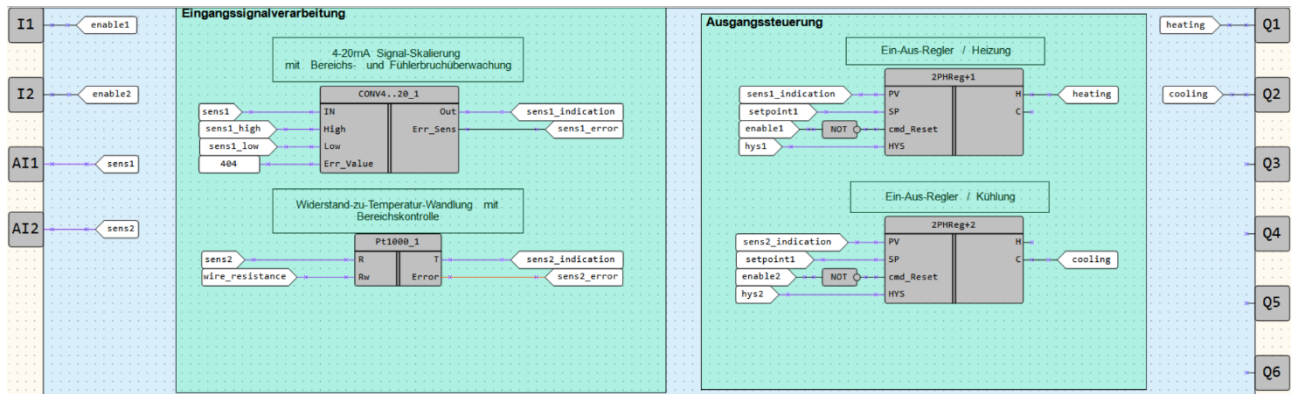 I1
enable1
I2
enable2
AI1
sens1
AI2
sens2
Eingangssignalverarbeitung
4-20mA Signal-Skalierung
mit Bereichs- und Fühlerbruchüberwachung
CONV4..20_1
sens1
IN
Out
sens1_indication
sens1_high
High
Err_Sens
sens1_error
sens1_low
Low
404
Err_Value
Widerstand-zu-Temperatur-Wandlung mit
Bereichskontrolle
Pt1000_1
sens2
R
T
sens2_indication
wire_resistance
Rw
Error
sens2_error
Ausgangssteuerung
Ein-Aus-Regler / Heizung
2PHReg+1
sens1_indication
PV
H
heating
setpoint1
SP
C
enable1
NOT
cmd_Reset
hys1
HYS
Ein-Aus-Regler / Kühlung
2PHReg+2
sens2_indication
PV
H
setpoint1
SP
C
cooling
enable2
NOT
cmd_Reset
hys2
HYS
heating
Q1
cooling
Q2
Q3
Q4
Q5
Q6